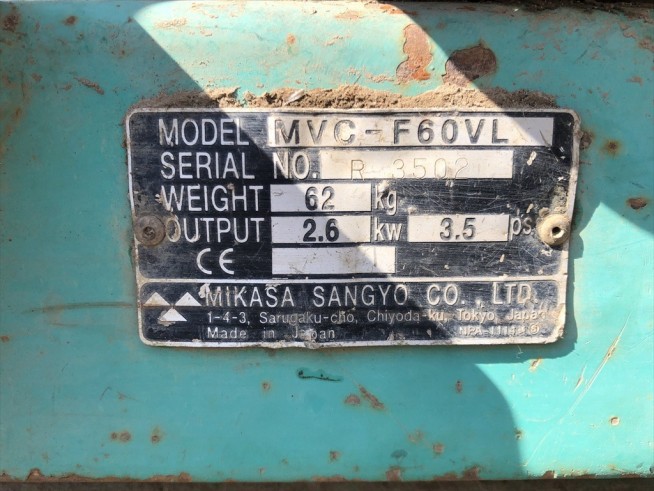 MODEL MVC-F60VL
SERIAL NO. R-3502
WEIGHT 62 kg
OUTPUT 2.6 kw 3.5 ps
CE
MIKASA SANGYO CO., LTD.
1-4-3, Sarugaku-cho, Chiyoda-ku, Tokyo, Japan
Made in Japan